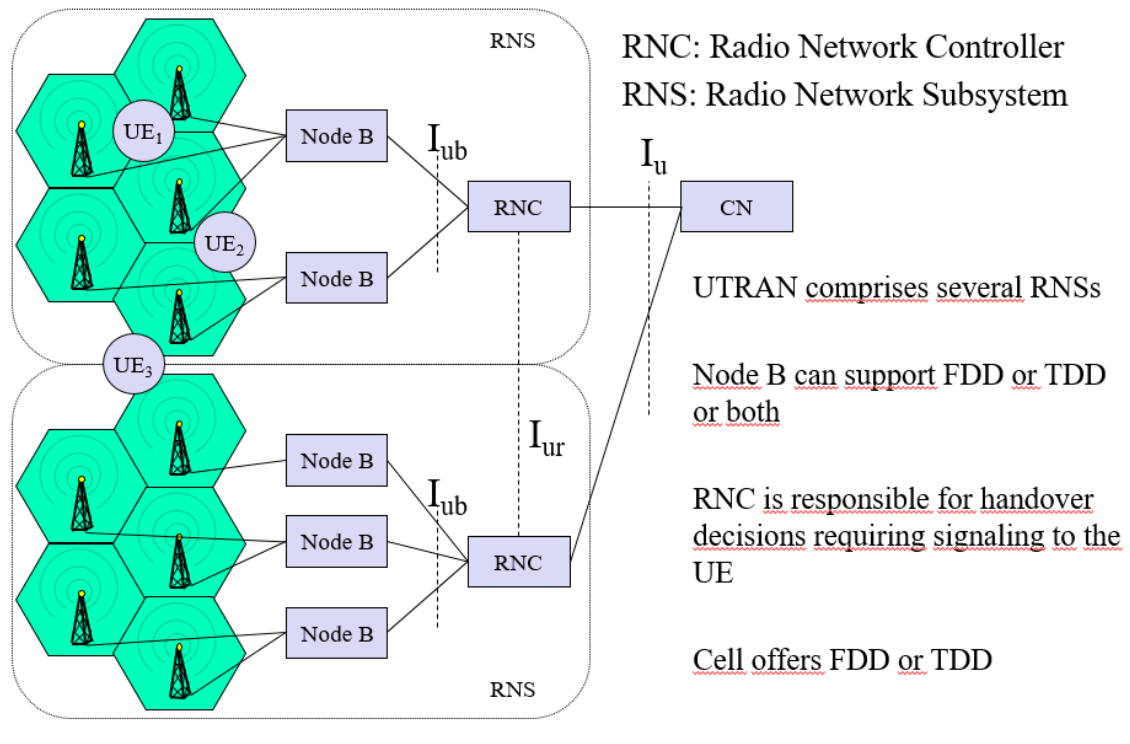 RNS
RNC: Radio Network Controller
RNS: Radio Network Subsystem
UE1
Node B
Iub
Iu
RNC
CN
UE2
Node B
UTRAN comprises several RNSs
UE3
Node B can support FDD or TDD
or both
Node B
Iur
Iub
RNC is responsible for handover
decisions requiring signaling to the
UE
Node B
RNC
Node B
Cell offers FDD or TDD
RNS